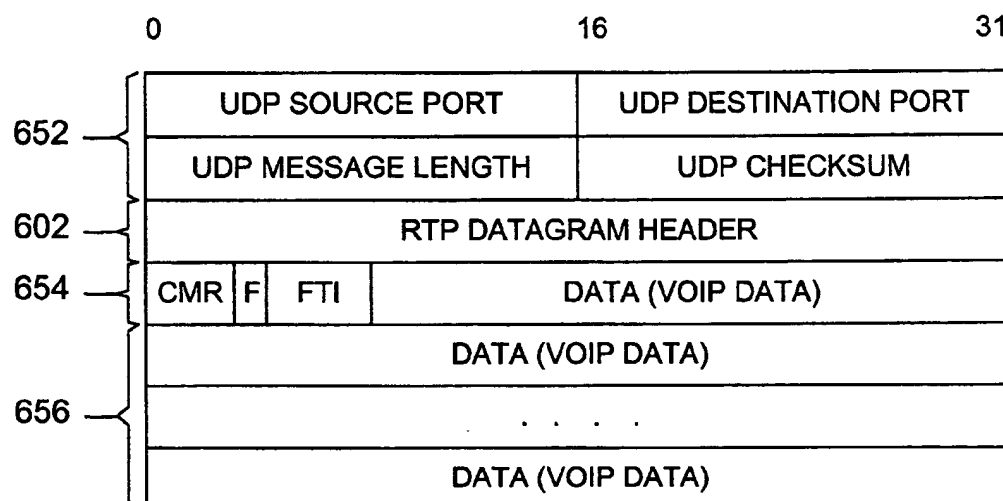 0 16 31
UDP SOURCE PORT UDP DESTINATION PORT
652
UDP MESSAGE LENGTH UDP CHECKSUM
602 RTP DATAGRAM HEADER
654 CMR F FTI DATA (VOIP DATA)
DATA (VOIP DATA)
656 . . . .
DATA (VOIP DATA)